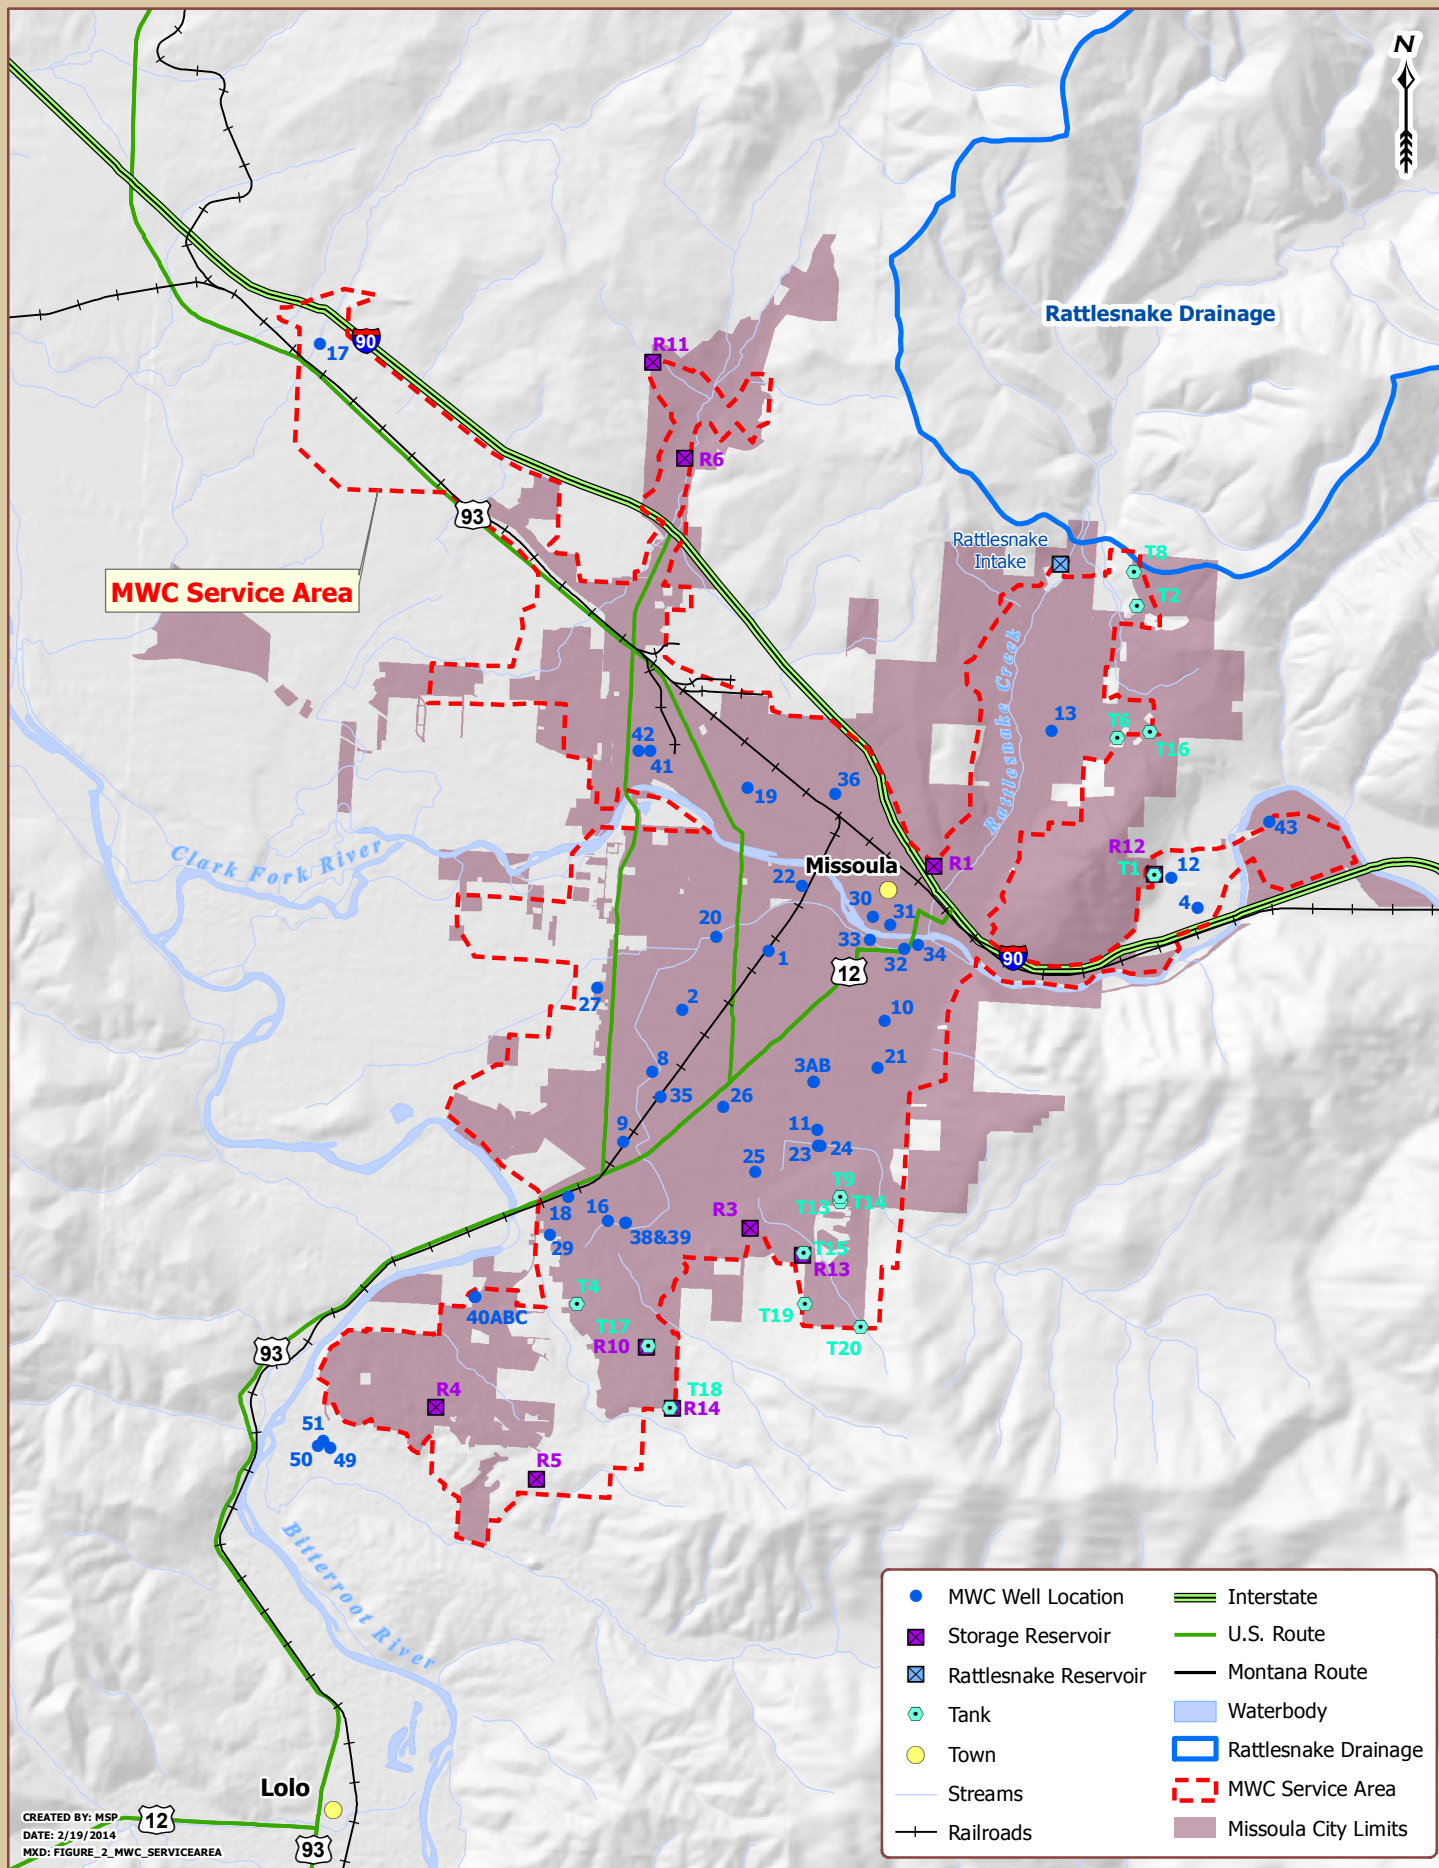 N
Rattlesnake Drainage
90
17
R11
R6
93
MWC Service Area
Rattlesnake
Intake
T8
T2
Rattlesnake Creek
13
T6
T16
42
41
19
36
43
R12
T1
12
4
Clark Fork River
Missoula
R1
22
30
31
20
33
32
34
1
12
90
27
2
10
8
3AB
21
35
26
11
9
23
24
25
T9
T13
T14
18
16
R3
38&39
29
T15
R13
T4
40ABC
T19
T17
R10
T20
93
R4
T18
R14
51
50
49
R5
Bitterroot River
MWC Well Location
Storage Reservoir
Rattlesnake Reservoir
Tank
Town
Streams
Railroads
Interstate
U.S. Route
Montana Route
Waterbody
Rattlesnake Drainage
MWC Service Area
Missoula City Limits
Lolo
12
93
CREATED BY: MSP
DATE: 2/19/2014
MXD: FIGURE_2_MWC_SERVICEAREA